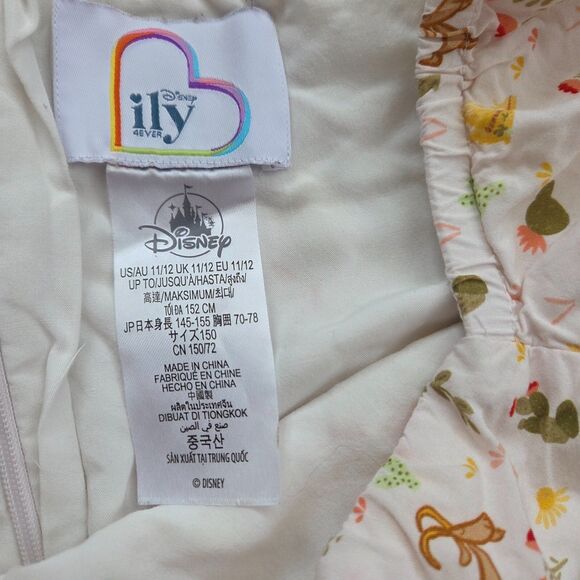 Disney
ily
4EVER
Disney
US/AU 11/12 UK 11/12 EU 11/12
UP TO/JUSQU'À/HASTA/สูงถึง/
高達/MAKSIMUM/최대/
TỐI ĐA 152 CM
JP日本身長 145-155 胸囲 70-78
サイズ150
CN 150/72
MADE IN CHINA
FABRIQUÉ EN CHINE
HECHO EN CHINA
中國製
ผลิตในประเทศจีน
DIBUAT DI TIONGKOK
صنع في الصين
중국산
SẢN XUẤT TẠI TRUNG QUỐC
© DISNEY